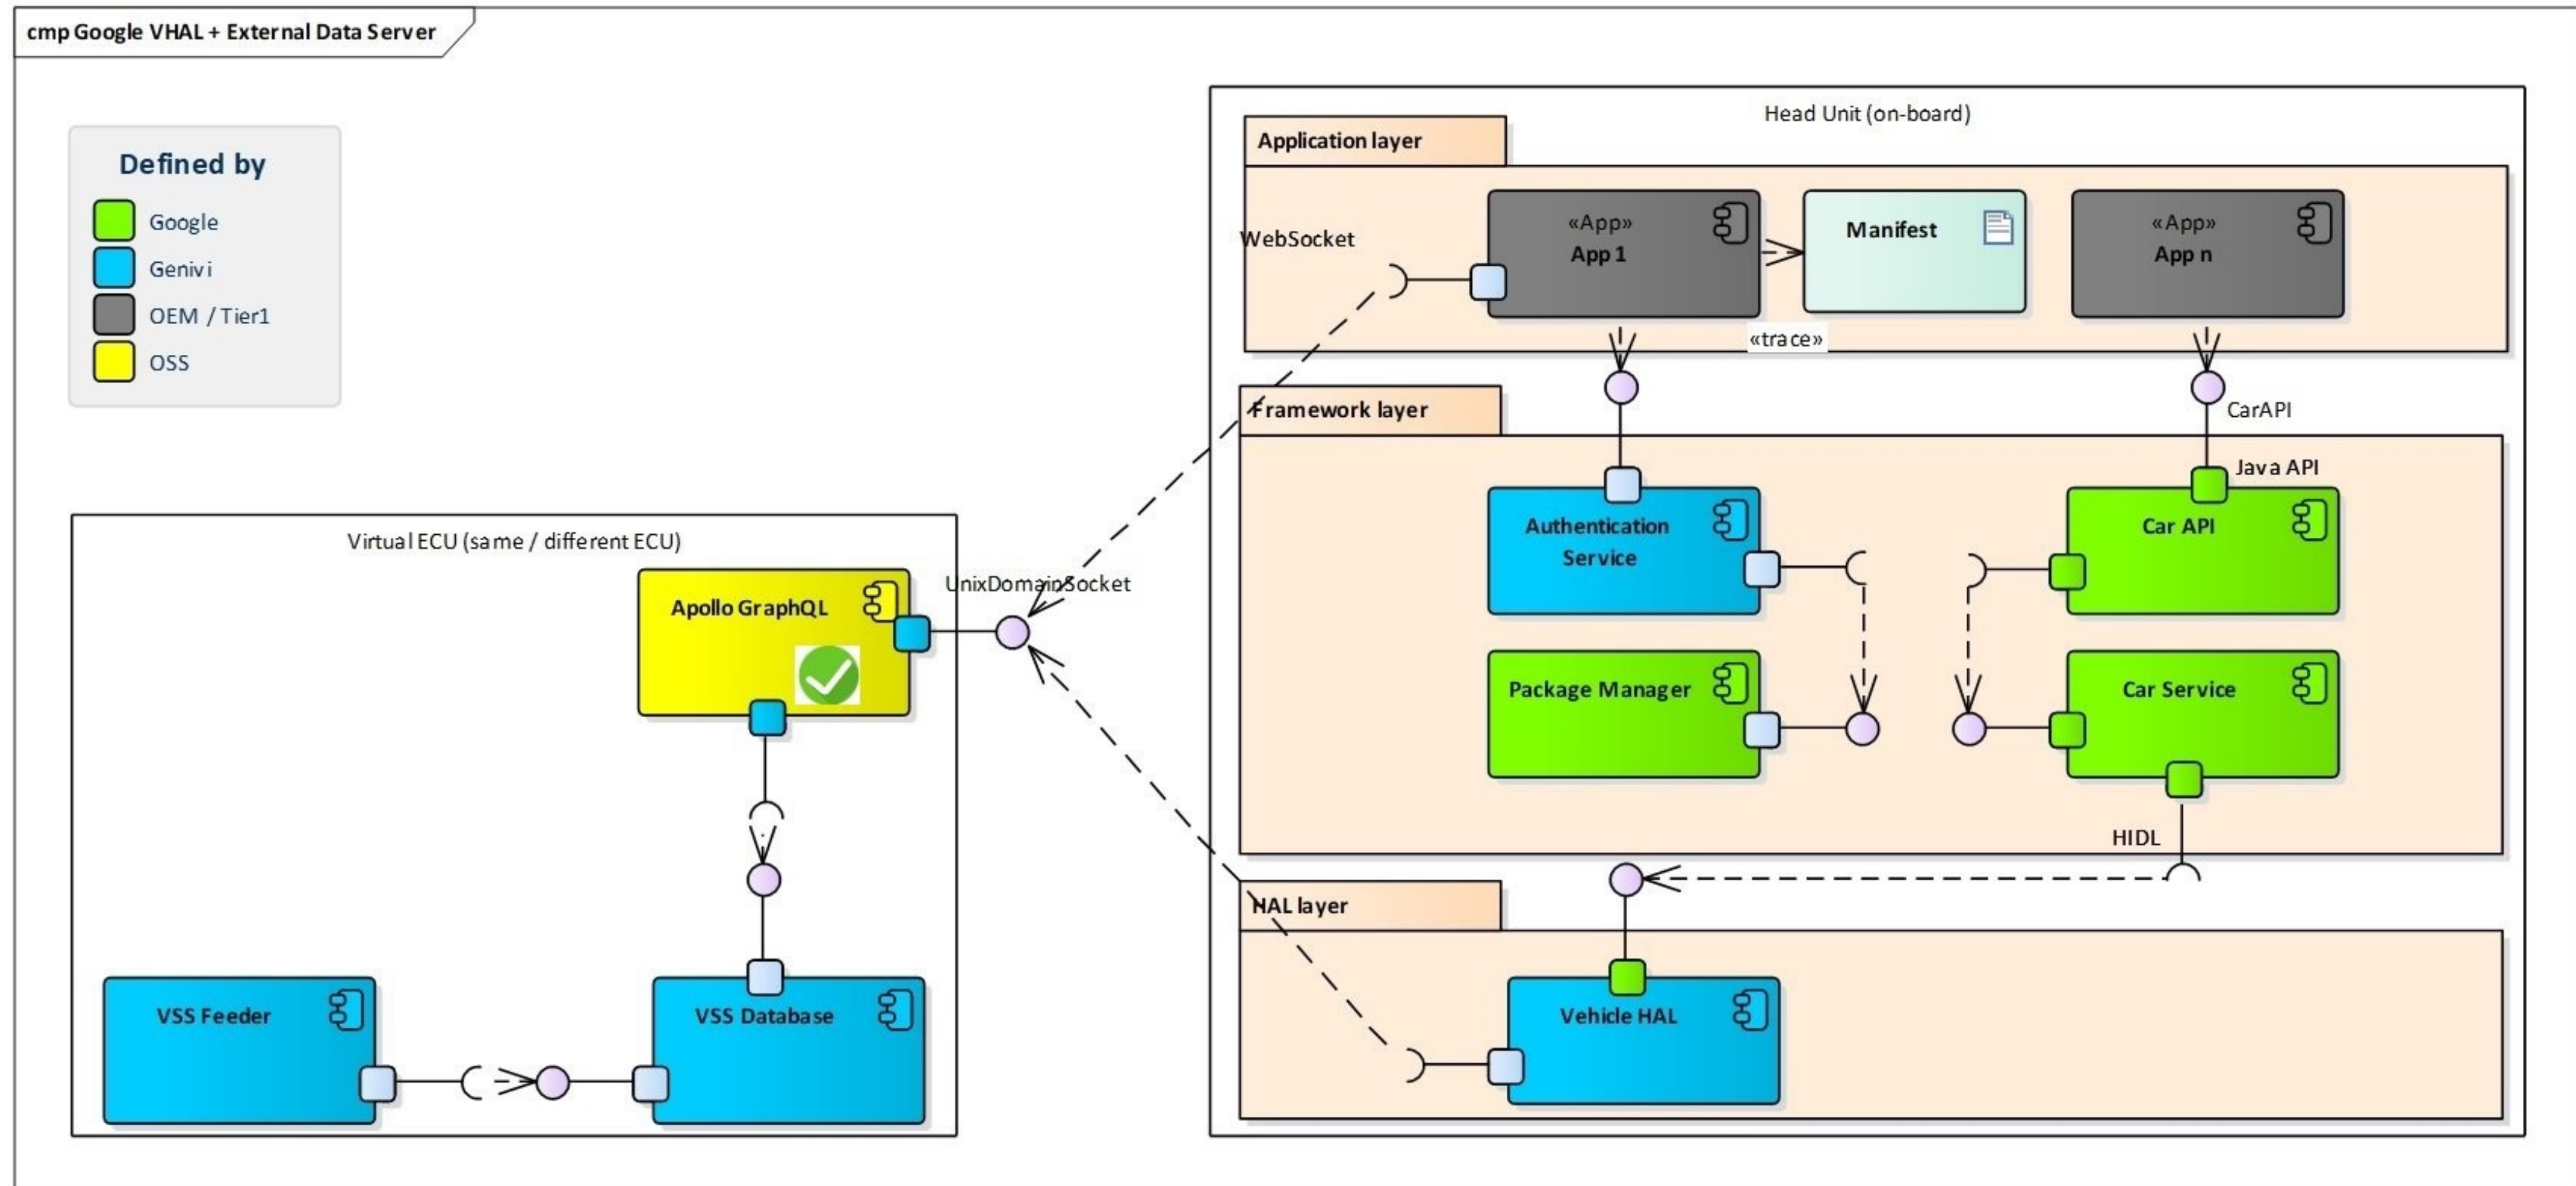 cmp Google VHAL + External Data Server
Defined by
Google
Genivi
OEM / Tier1
OSS
Head Unit (on-board)
Application layer
WebSocket
«App»
App 1
Manifest
«App»
App n
«trace»
Framework layer
CarAPI
Java API
Authentication
Service
Car API
Package Manager
Car Service
HIDL
HAL layer
Vehicle HAL
Virtual ECU (same / different ECU)
UnixDomainSocket
Apollo GraphQL
VSS Feeder
VSS Database